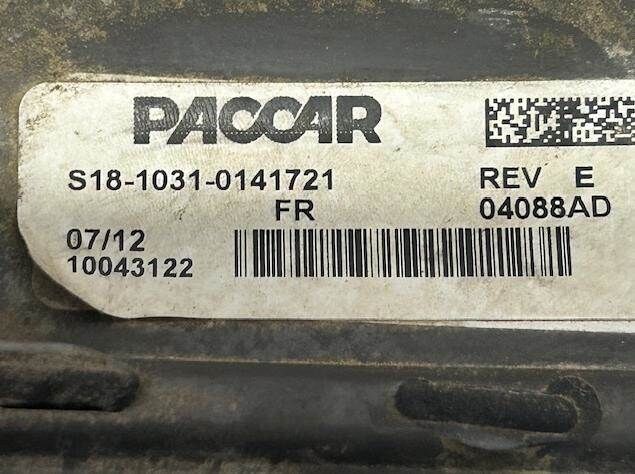 PACCAR
S18-1031-0141721 REV E
FR 04088AD
07/12
10043122